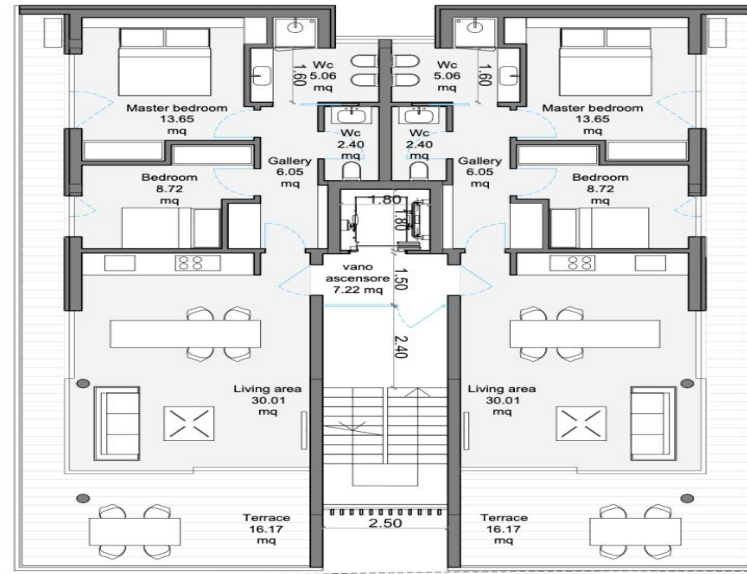 Wc
5.06
mq
1.60
Wc
5.06
mq
1.60
Master bedroom
13.65
mq
Master bedroom
13.65
mq
Wc
2.40
mq
Wc
2.40
mq
Gallery
6.05
mq
Gallery
6.05
mq
Bedroom
8.72
mq
Bedroom
8.72
mq
1.80
1.80
vano
ascensore
7.22 mq
1.50
2.40
Living area
30.01
mq
Living area
30.01
mq
Terrace
16.17
mq
2.50
Terrace
16.17
mq